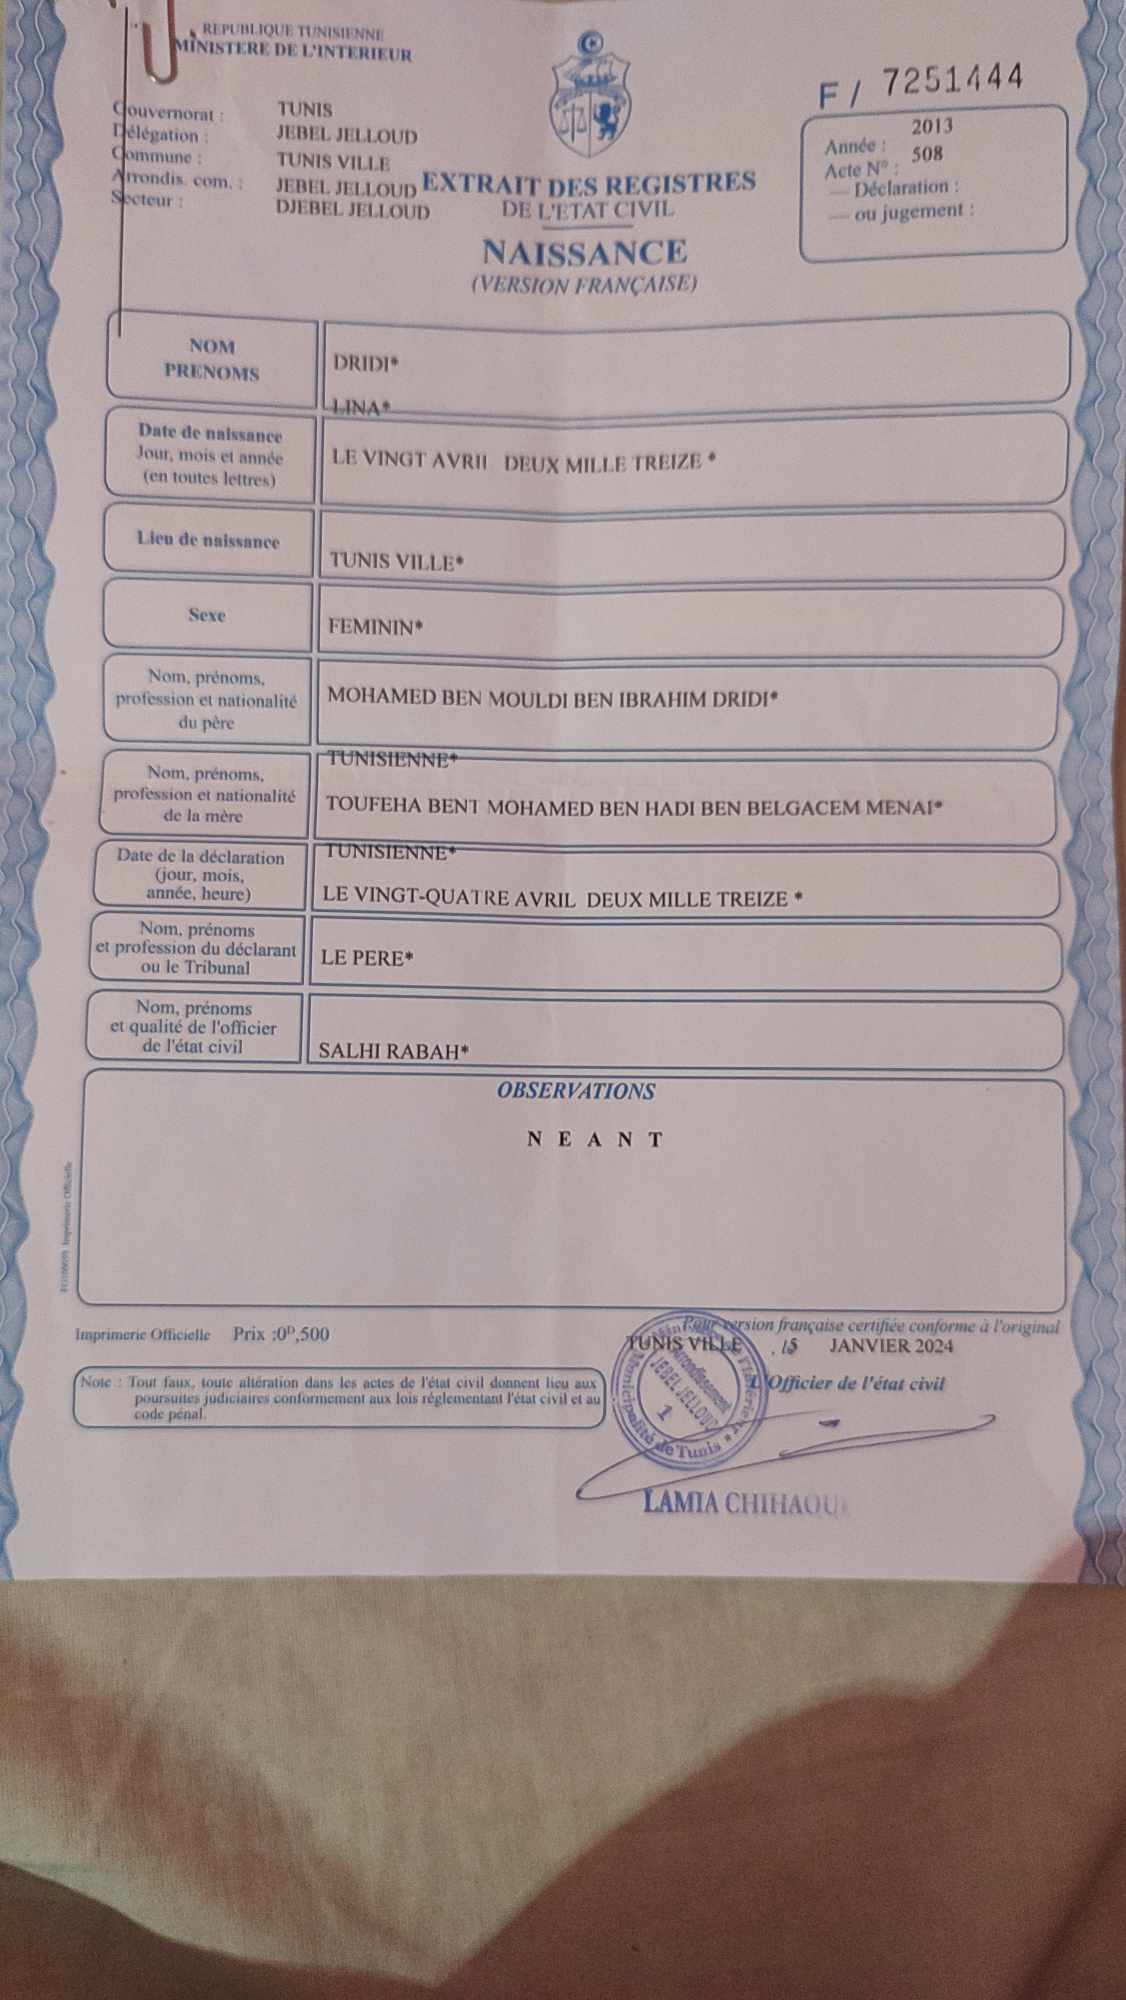 REPUBLIQUE TUNISIENNE
MINISTERE DE L'INTERIEUR
Gouvernorat : TUNIS
Délégation : JEBEL JELLOUD
Commune : TUNIS VILLE
Arrondis. com. : JEBEL JELLOUD
Secteur : DJEBEL JELLOUD
F / 7251444
Année : 2013
Acte N° : 508
— Déclaration :
— ou jugement :
EXTRAIT DES REGISTRES
DE L'ETAT CIVIL
NAISSANCE
(VERSION FRANÇAISE)
NOM
PRENOMS
DRIDI*
LINA*
Date de naissance
Jour, mois et année
(en toutes lettres)
LE VINGT AVRIL DEUX MILLE TREIZE *
Lieu de naissance
TUNIS VILLE*
Sexe
FEMININ*
Nom, prénoms,
profession et nationalité
du père
MOHAMED BEN MOULDI BEN IBRAHIM DRIDI*
TUNISIENNE*
Nom, prénoms,
profession et nationalité
de la mère
TOUFEHA BENT MOHAMED BEN HADI BEN BELGACEM MENAI*
TUNISIENNE*
Date de la déclaration
(jour, mois,
année, heure)
LE VINGT-QUATRE AVRIL DEUX MILLE TREIZE *
Nom, prénoms
et profession du déclarant
ou le Tribunal
LE PERE*
Nom, prénoms
et qualité de l'officier
de l'état civil
SALHI RABAH*
OBSERVATIONS
N E A N T
Imprimerie Officielle
Imprimerie Officielle Prix :0ᴰ,500
Pour version française certifiée conforme à l'original
TUNIS VILLE , 15 JANVIER 2024
L'Officier de l'état civil
Note : Tout faux, toute altération dans les actes de l'état civil donnent lieu aux
poursuites judiciaires conformement aux lois réglementant l'état civil et au
code pénal.
Municipalité de Tunis *
Arrondissement
JEBEL JELLOUD
1
LAMIA CHIHAOU